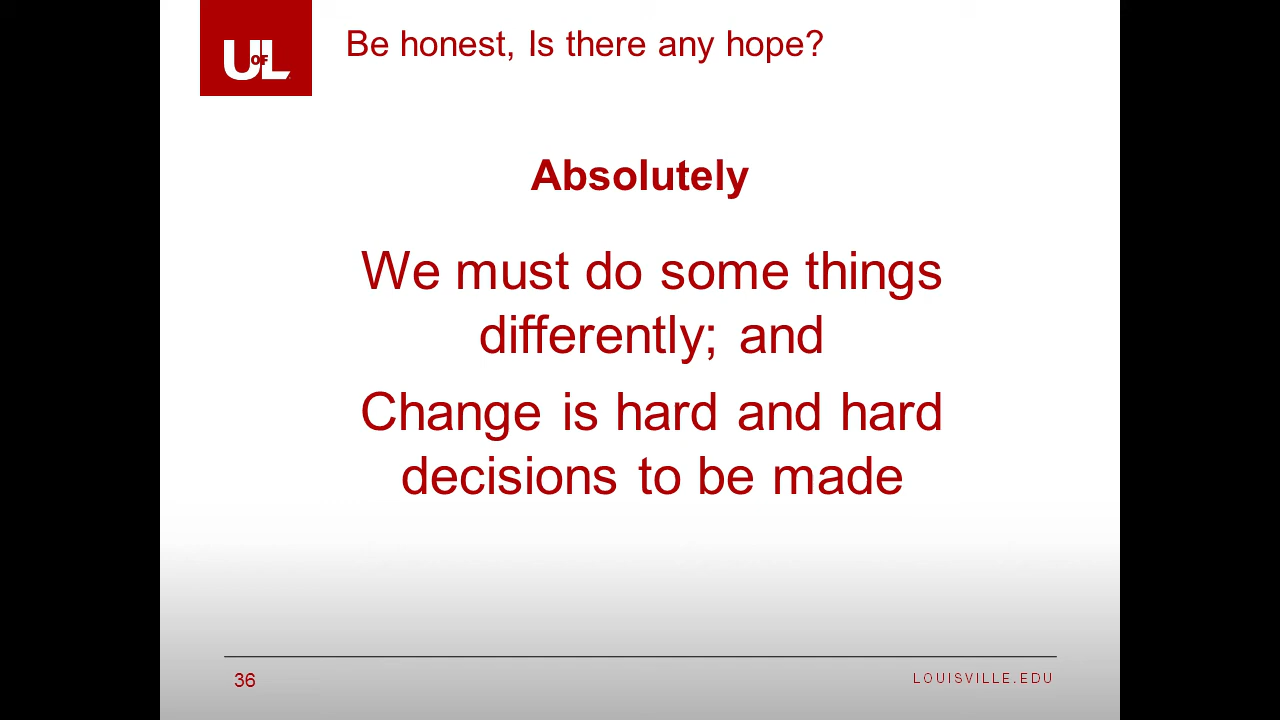 UofL
Be honest, Is there any hope?
Absolutely
We must do some things
differently; and
Change is hard and hard
decisions to be made
36
LOUISVILLE.EDU